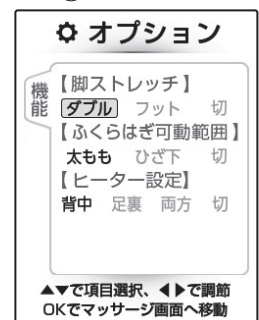 オプション
機能
【脚ストレッチ】
ダブル フット 切
【ふくらはぎ可動範囲】
太もも ひざ下 切
【ヒーター設定】
背中 足裏 両方 切
▲▼で項目選択、◀▶で調節
OKでマッサージ画面へ移動